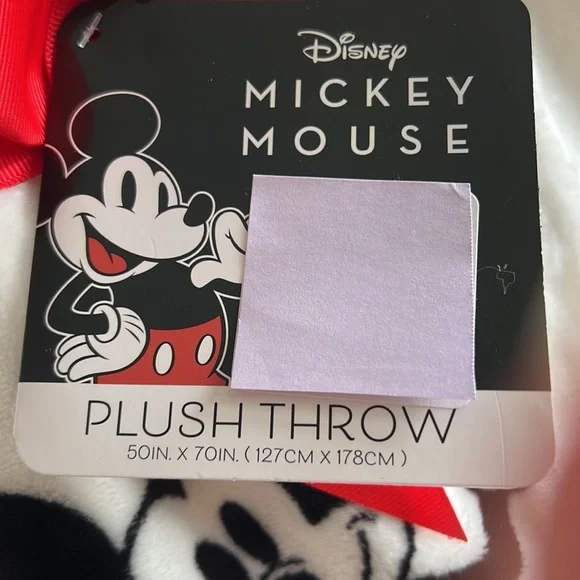 Disney
MICKEY
MOUSE
PLUSH THROW
50IN. X 70IN. ( 127CM X 178CM )